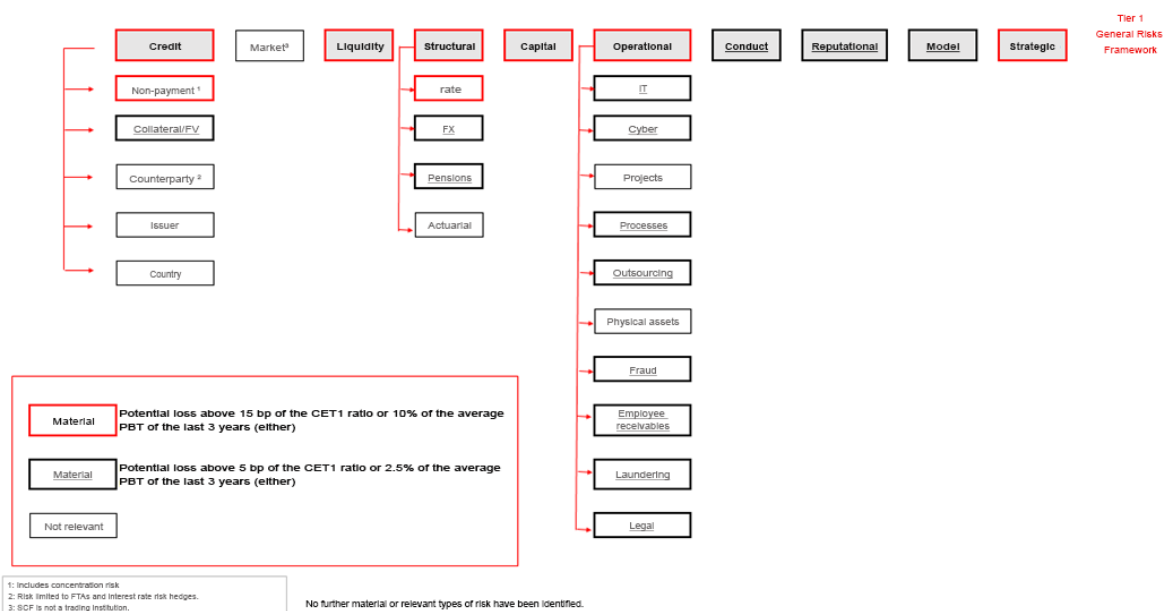 Tier 1
General Risks
Framework
Credit
Market³
Liquidity
Structural
Capital
Operational
Conduct
Reputational
Model
Strategic
Non-payment ¹
rate
IT
Collateral/FV
FX
Cyber
Counterparty ²
Pensions
Projects
Issuer
Actuarial
Processes
Country
Outsourcing
Physical assets
Fraud
Employee
receivables
Laundering
Legal
Material
Potential loss above 15 bp of the CET1 ratio or 10% of the average
PBT of the last 3 years (either)
Material
Potential loss above 5 bp of the CET1 ratio or 2.5% of the average
PBT of the last 3 years (either)
Not relevant
1: Includes concentration risk
2: Risk limited to FTAs and interest rate risk hedges.
3: SCF is not a trading institution.
No further material or relevant types of risk have been identified.